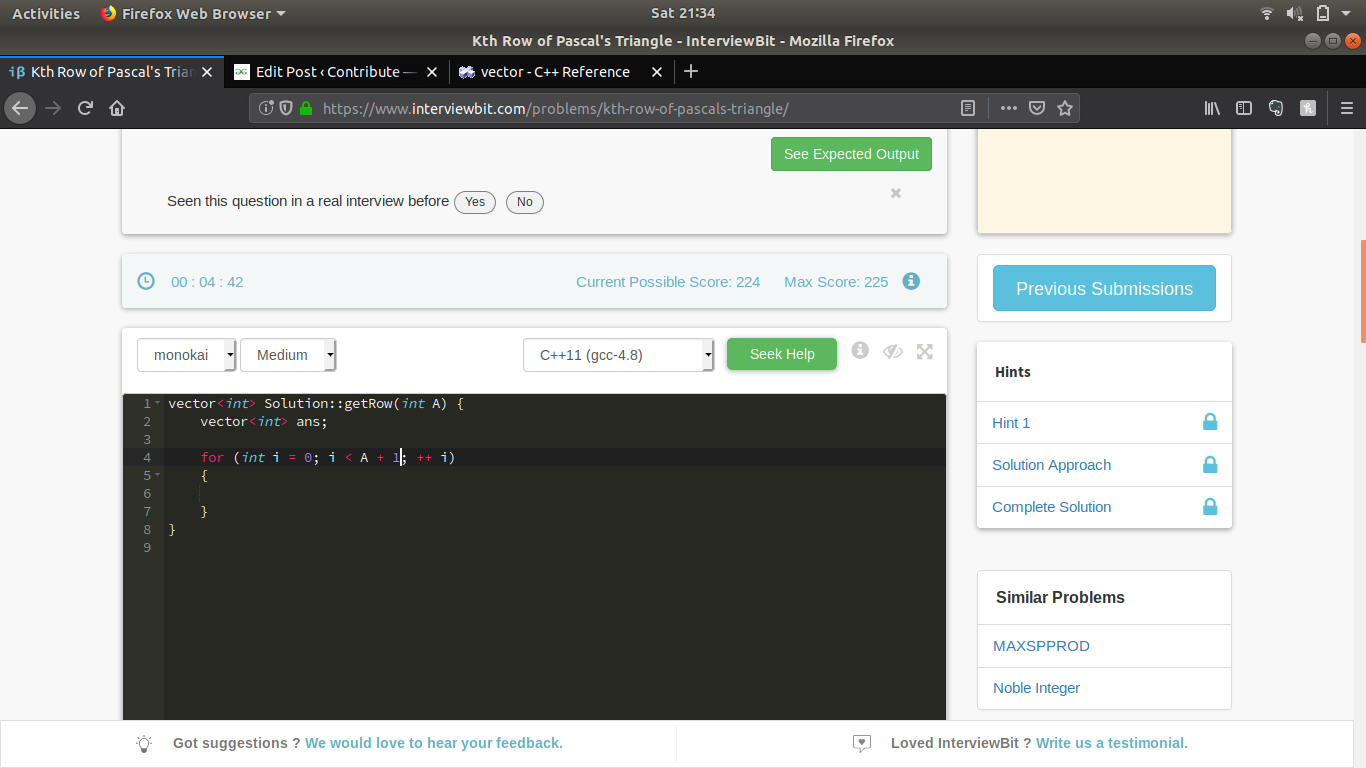 Activities Firefox Web Browser Sat 21:34
Kth Row of Pascal's Triangle - InterviewBit - Mozilla Firefox
iβ Kth Row of Pascal's Trian Edit Post ‹ Contribute — vector - C++ Reference
https://www.interviewbit.com/problems/kth-row-of-pascals-triangle/
See Expected Output
Seen this question in a real interview before Yes No
00 : 04 : 42 Current Possible Score: 224 Max Score: 225
monokai Medium C++11 (gcc-4.8) Seek Help
1 vector<int> Solution::getRow(int A) {
2 vector<int> ans;
3
4 for (int i = 0; i < A + 1; ++ i)
5 {
6
7 }
8 }
9
Previous Submissions
Hints
Hint 1
Solution Approach
Complete Solution
Similar Problems
MAXSPPROD
Noble Integer
Got suggestions ? We would love to hear your feedback.
Loved InterviewBit ? Write us a testimonial.